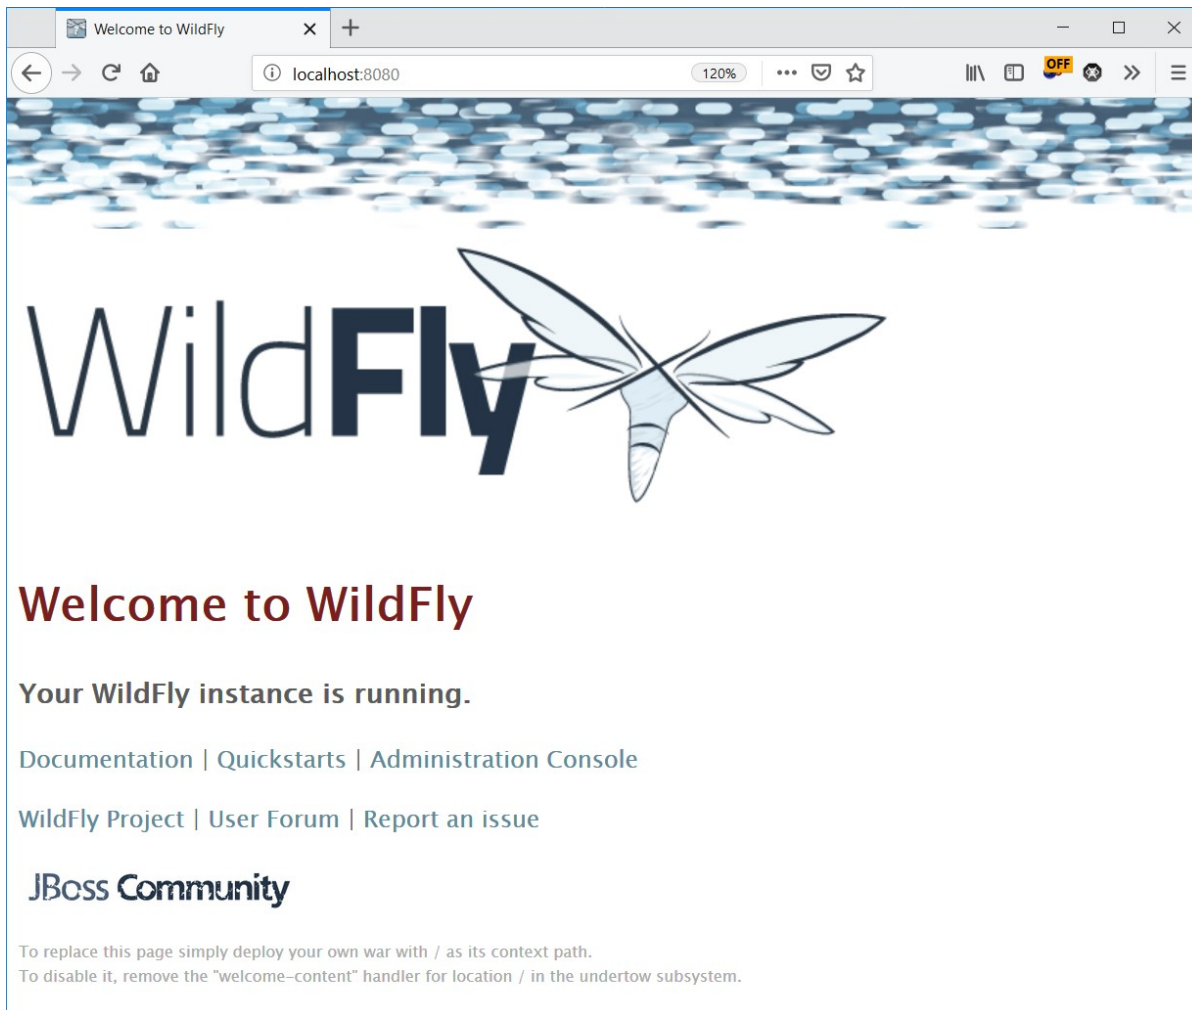 Welcome to WildFly
localhost:8080
120%
OFF
WildFly
Welcome to WildFly
Your WildFly instance is running.
Documentation | Quickstarts | Administration Console
WildFly Project | User Forum | Report an issue
JBoss Community
To replace this page simply deploy your own war with / as its context path.
To disable it, remove the "welcome-content" handler for location / in the undertow subsystem.